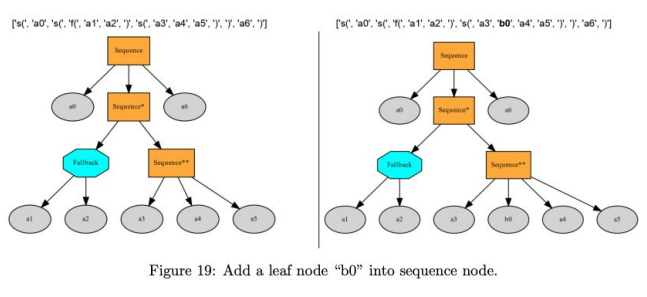 ['s(', 'a0', 's(', 'f(', 'a1', 'a2', ')', 's(', 'a3', 'a4', 'a5', ')', ')', 'a6', ')']
Sequence
a0
Sequence*
a6
Fallback
Sequence**
a1
a2
a3
a4
a5
['s(', 'a0', 's(', 'f(', 'a1', 'a2', ')', 's(', 'a3', 'b0', 'a4', 'a5', ')', ')', 'a6', ')']
Sequence
a0
Sequence*
a6
Fallback
Sequence**
a1
a2
a3
b0
a4
a5
Figure 19: Add a leaf node “b0” into sequence node.